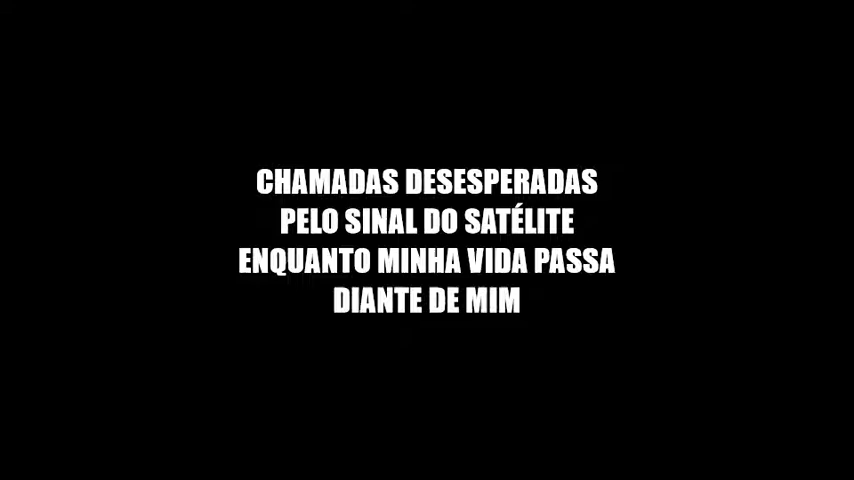 CHAMADAS DESESPERADAS
PELO SINAL DO SATÉLITE
ENQUANTO MINHA VIDA PASSA
DIANTE DE MIM